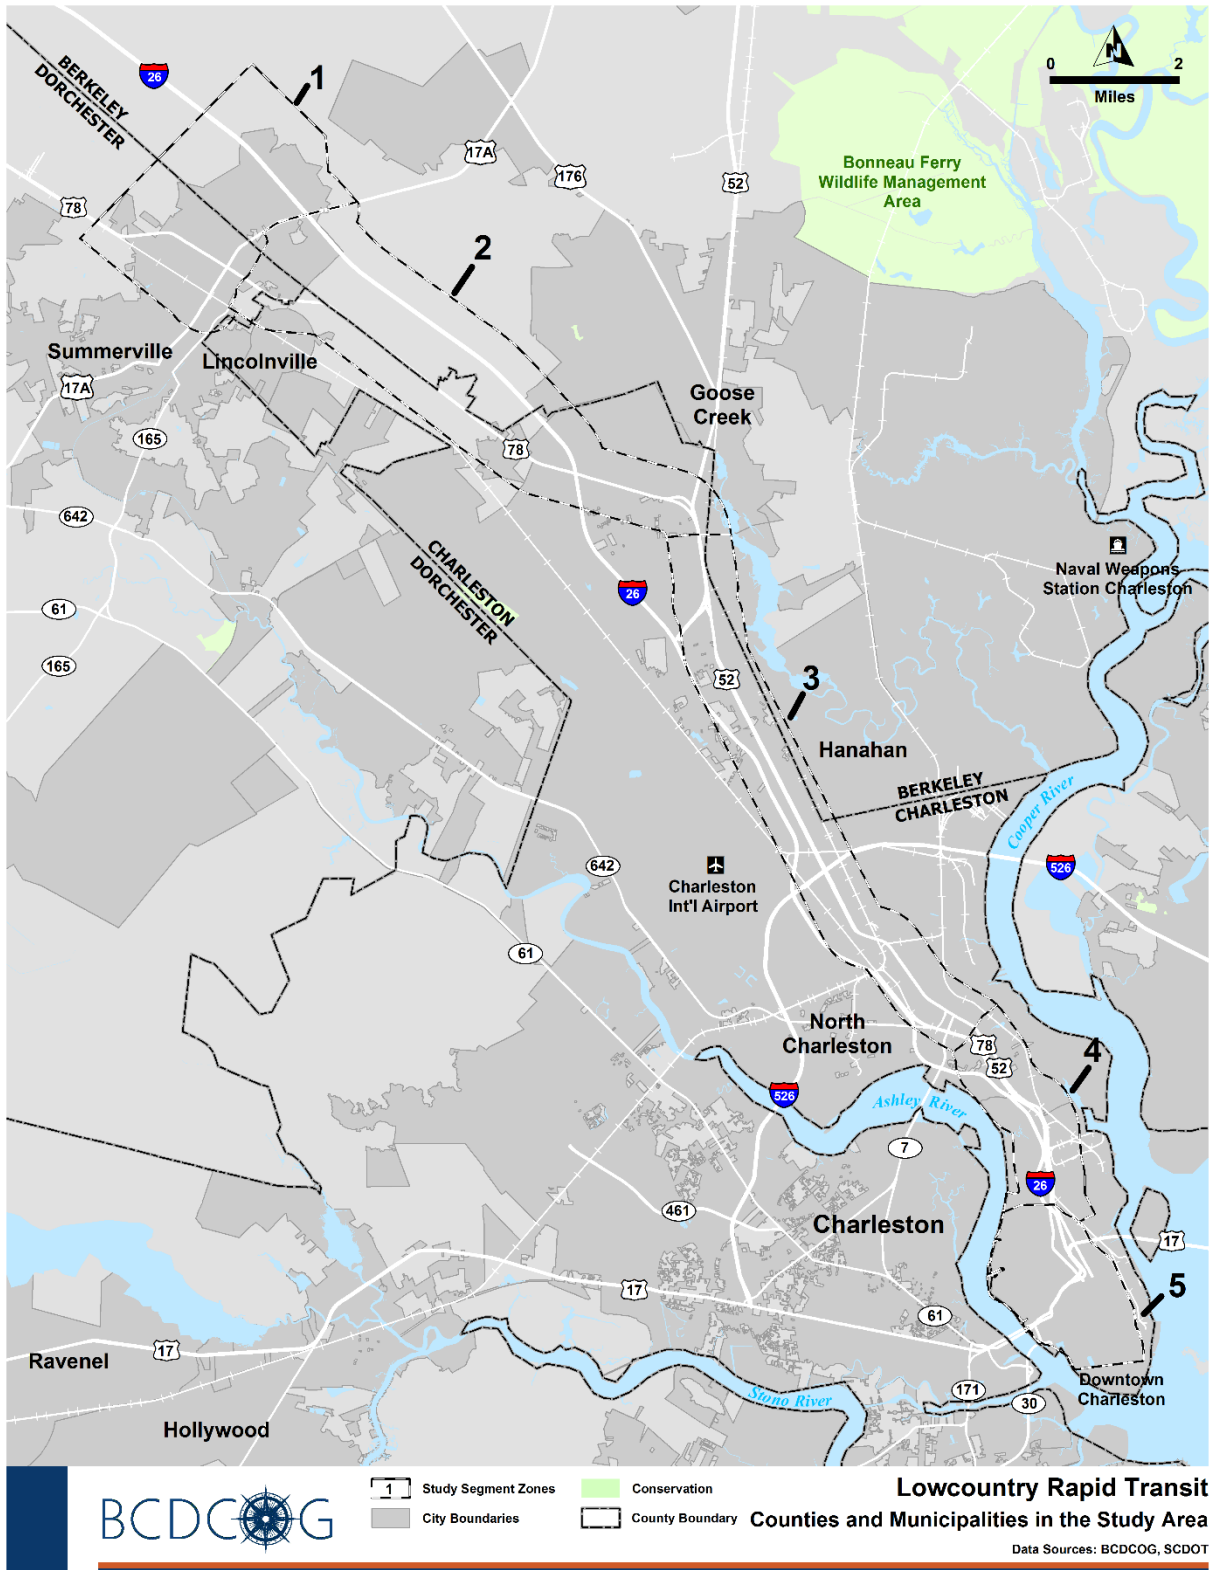 BERKELEY
DORCHESTER
26
1
N
0 2
Miles
17A
176
52
Bonneau Ferry
Wildlife Management
Area
78
2
Summerville
Lincolnville
17A
165
Goose
Creek
78
642
CHARLESTON
DORCHESTER
26
Naval Weapons
Station Charleston
61
165
52
3
Hanahan
BERKELEY
CHARLESTON
Cooper River
642
Charleston
Int'l Airport
526
61
North
Charleston
78
52
4
526
Ashley River
7
26
461
Charleston
17
17
5
61
17
Ravenel
Downtown
Charleston
171
30
Stono River
Hollywood
BCDCOG
1 Study Segment Zones
City Boundaries
Conservation
County Boundary
Lowcountry Rapid Transit
Counties and Municipalities in the Study Area
Data Sources: BCDCOG, SCDOT